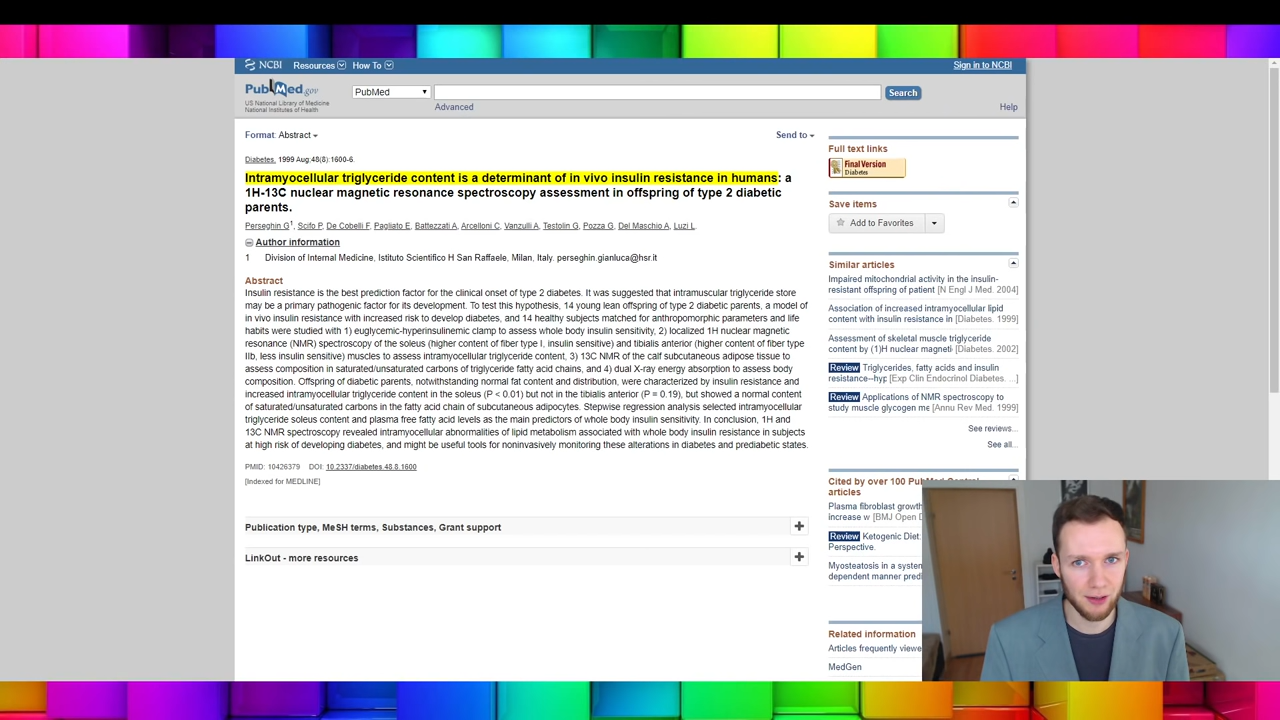 NCBI Resources How To Sign in to NCBI
PubMed.gov
US National Library of Medicine
National Institutes of Health
PubMed
Search
Advanced
Help
Format: Abstract
Send to
Diabetes. 1999 Aug;48(8):1600-6.
Intramyocellular triglyceride content is a determinant of in vivo insulin resistance in humans: a
1H-13C nuclear magnetic resonance spectroscopy assessment in offspring of type 2 diabetic
parents.
Perseghin G1, Scifo P, De Cobelli F, Pagliato E, Battezzati A, Arcelloni C, Vanzulli A, Testolin G, Pozza G, Del Maschio A, Luzi L.
Author information
1 Division of Internal Medicine, Istituto Scientifico H San Raffaele, Milan, Italy. perseghin.gianluca@hsr.it
Abstract
Insulin resistance is the best prediction factor for the clinical onset of type 2 diabetes. It was suggested that intramuscular triglyceride store
may be a primary pathogenic factor for its development. To test this hypothesis, 14 young lean offspring of type 2 diabetic parents, a model of
in vivo insulin resistance with increased risk to develop diabetes, and 14 healthy subjects matched for anthropomorphic parameters and life
habits were studied with 1) euglycemic-hyperinsulinemic clamp to assess whole body insulin sensitivity, 2) localized 1H nuclear magnetic
resonance (NMR) spectroscopy of the soleus (higher content of fiber type I, insulin sensitive) and tibialis anterior (higher content of fiber type
IIb, less insulin sensitive) muscles to assess intramyocellular triglyceride content, 3) 13C NMR of the calf subcutaneous adipose tissue to
assess composition in saturated/unsaturated carbons of triglyceride fatty acid chains, and 4) dual X-ray energy absorption to assess body
composition. Offspring of diabetic parents, notwithstanding normal fat content and distribution, were characterized by insulin resistance and
increased intramyocellular triglyceride content in the soleus (P < 0.01) but not in the tibialis anterior (P = 0.19), but showed a normal content
of saturated/unsaturated carbons in the fatty acid chain of subcutaneous adipocytes. Stepwise regression analysis selected intramyocellular
triglyceride soleus content and plasma free fatty acid levels as the main predictors of whole body insulin sensitivity. In conclusion, 1H and
13C NMR spectroscopy revealed intramyocellular abnormalities of lipid metabolism associated with whole body insulin resistance in subjects
at high risk of developing diabetes, and might be useful tools for noninvasively monitoring these alterations in diabetes and prediabetic states.
PMID: 10426379 DOI: 10.2337/diabetes.48.8.1600
[Indexed for MEDLINE]
Publication type, MeSH terms, Substances, Grant support
LinkOut - more resources
Full text links
Final Version
Diabetes
Save items
Add to Favorites
Similar articles
Impaired mitochondrial activity in the insulin-
resistant offspring of patient [N Engl J Med. 2004]
Association of increased intramyocellular lipid
content with insulin resistance in [Diabetes. 1999]
Assessment of skeletal muscle triglyceride
content by (1)H nuclear magneti [Diabetes. 2002]
Review Triglycerides, fatty acids and insulin
resistance--hyp [Exp Clin Endocrinol Diabetes. ...]
Review Applications of NMR spectroscopy to
study muscle glycogen me [Annu Rev Med. 1999]
See reviews...
See all...
Cited by over 100 PubMed Central
articles
Plasma fibroblast growth
increase w [BMJ Open D
Review Ketogenic Diet:
Perspective.
Myosteatosis in a system
dependent manner predi
Related information
Articles frequently viewe
MedGen